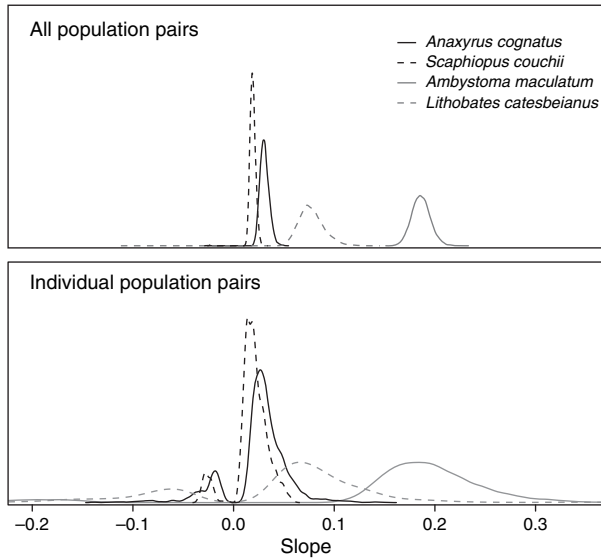 All population pairs
Anaxyrus cognatus
Scaphiopus couchii
Ambystoma maculatum
Lithobates catesbeianus
Individual population pairs
−0.2 −0.1 0.0 0.1 0.2 0.3
Slope